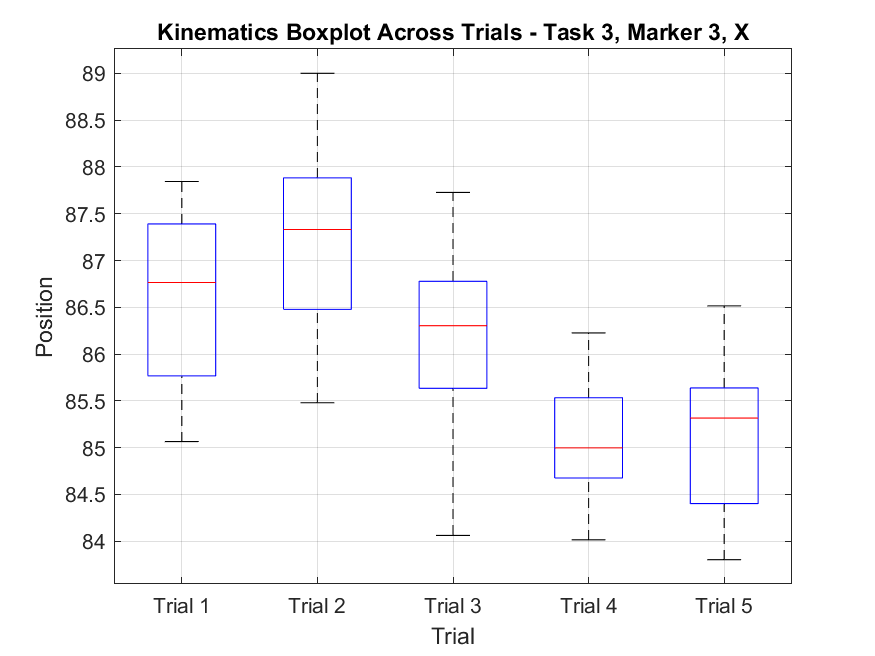 Kinematics Boxplot Across Trials - Task 3, Marker 3, X
89
88.5
88
87.5
87
86.5
86
85.5
85
84.5
84
Position
Trial 1 Trial 2 Trial 3 Trial 4 Trial 5
Trial